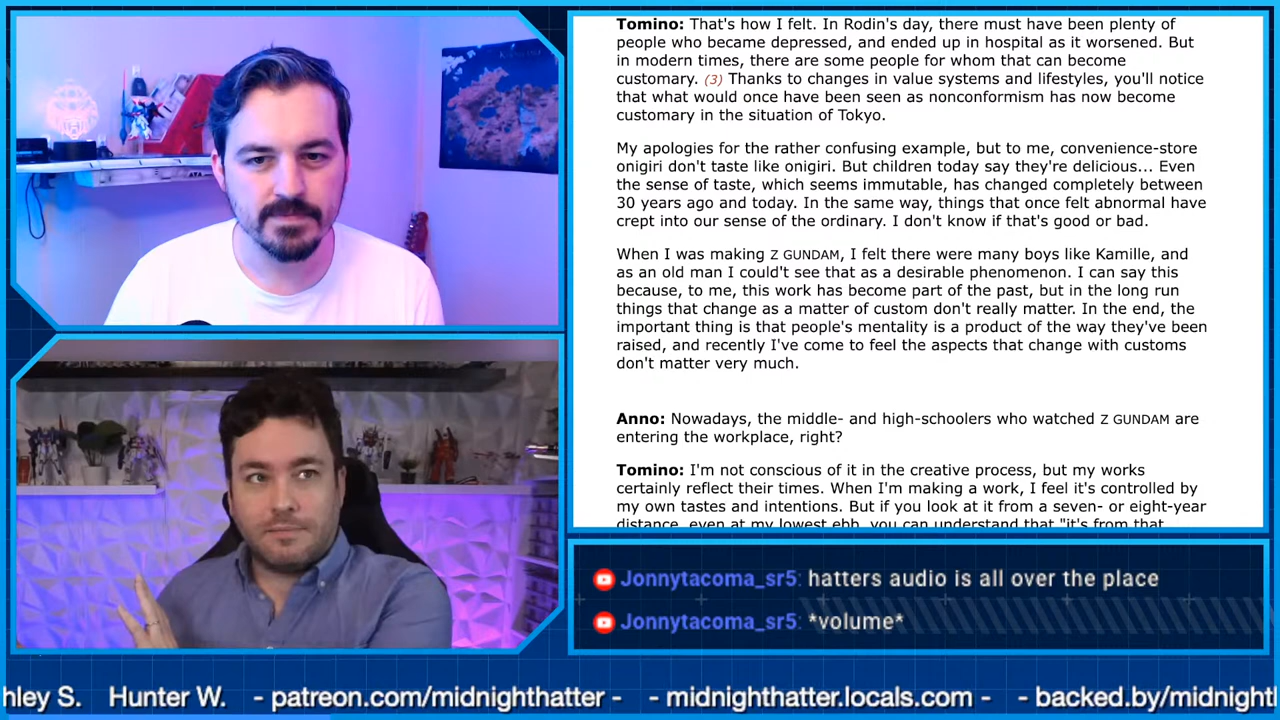 Tomino: That's how I felt. In Rodin's day, there must have been plenty of
people who became depressed, and ended up in hospital as it worsened. But
in modern times, there are some people for whom that can become
customary. (3) Thanks to changes in value systems and lifestyles, you'll notice
that what would once have been seen as nonconformism has now become
customary in the situation of Tokyo.
My apologies for the rather confusing example, but to me, convenience-store
onigiri don't taste like onigiri. But children today say they're delicious... Even
the sense of taste, which seems immutable, has changed completely between
30 years ago and today. In the same way, things that once felt abnormal have
crept into our sense of the ordinary. I don't know if that's good or bad.
When I was making Z GUNDAM, I felt there were many boys like Kamille, and
as an old man I could't see that as a desirable phenomenon. I can say this
because, to me, this work has become part of the past, but in the long run
things that change as a matter of custom don't really matter. In the end, the
important thing is that people's mentality is a product of the way they've been
raised, and recently I've come to feel the aspects that change with customs
don't matter very much.
Anno: Nowadays, the middle- and high-schoolers who watched Z GUNDAM are
entering the workplace, right?
Tomino: I'm not conscious of it in the creative process, but my works
certainly reflect their times. When I'm making a work, I feel it's controlled by
my own tastes and intentions. But if you look at it from a seven- or eight-year
distance, even at my lowest ebb, you can understand that "it's from that
Jonnytacoma_sr5: hatters audio is all over the place
Jonnytacoma_sr5: *volume*
hley S. Hunter W. - patreon.com/midnighthatter - - midnighthatter.locals.com - - backed.by/midnight